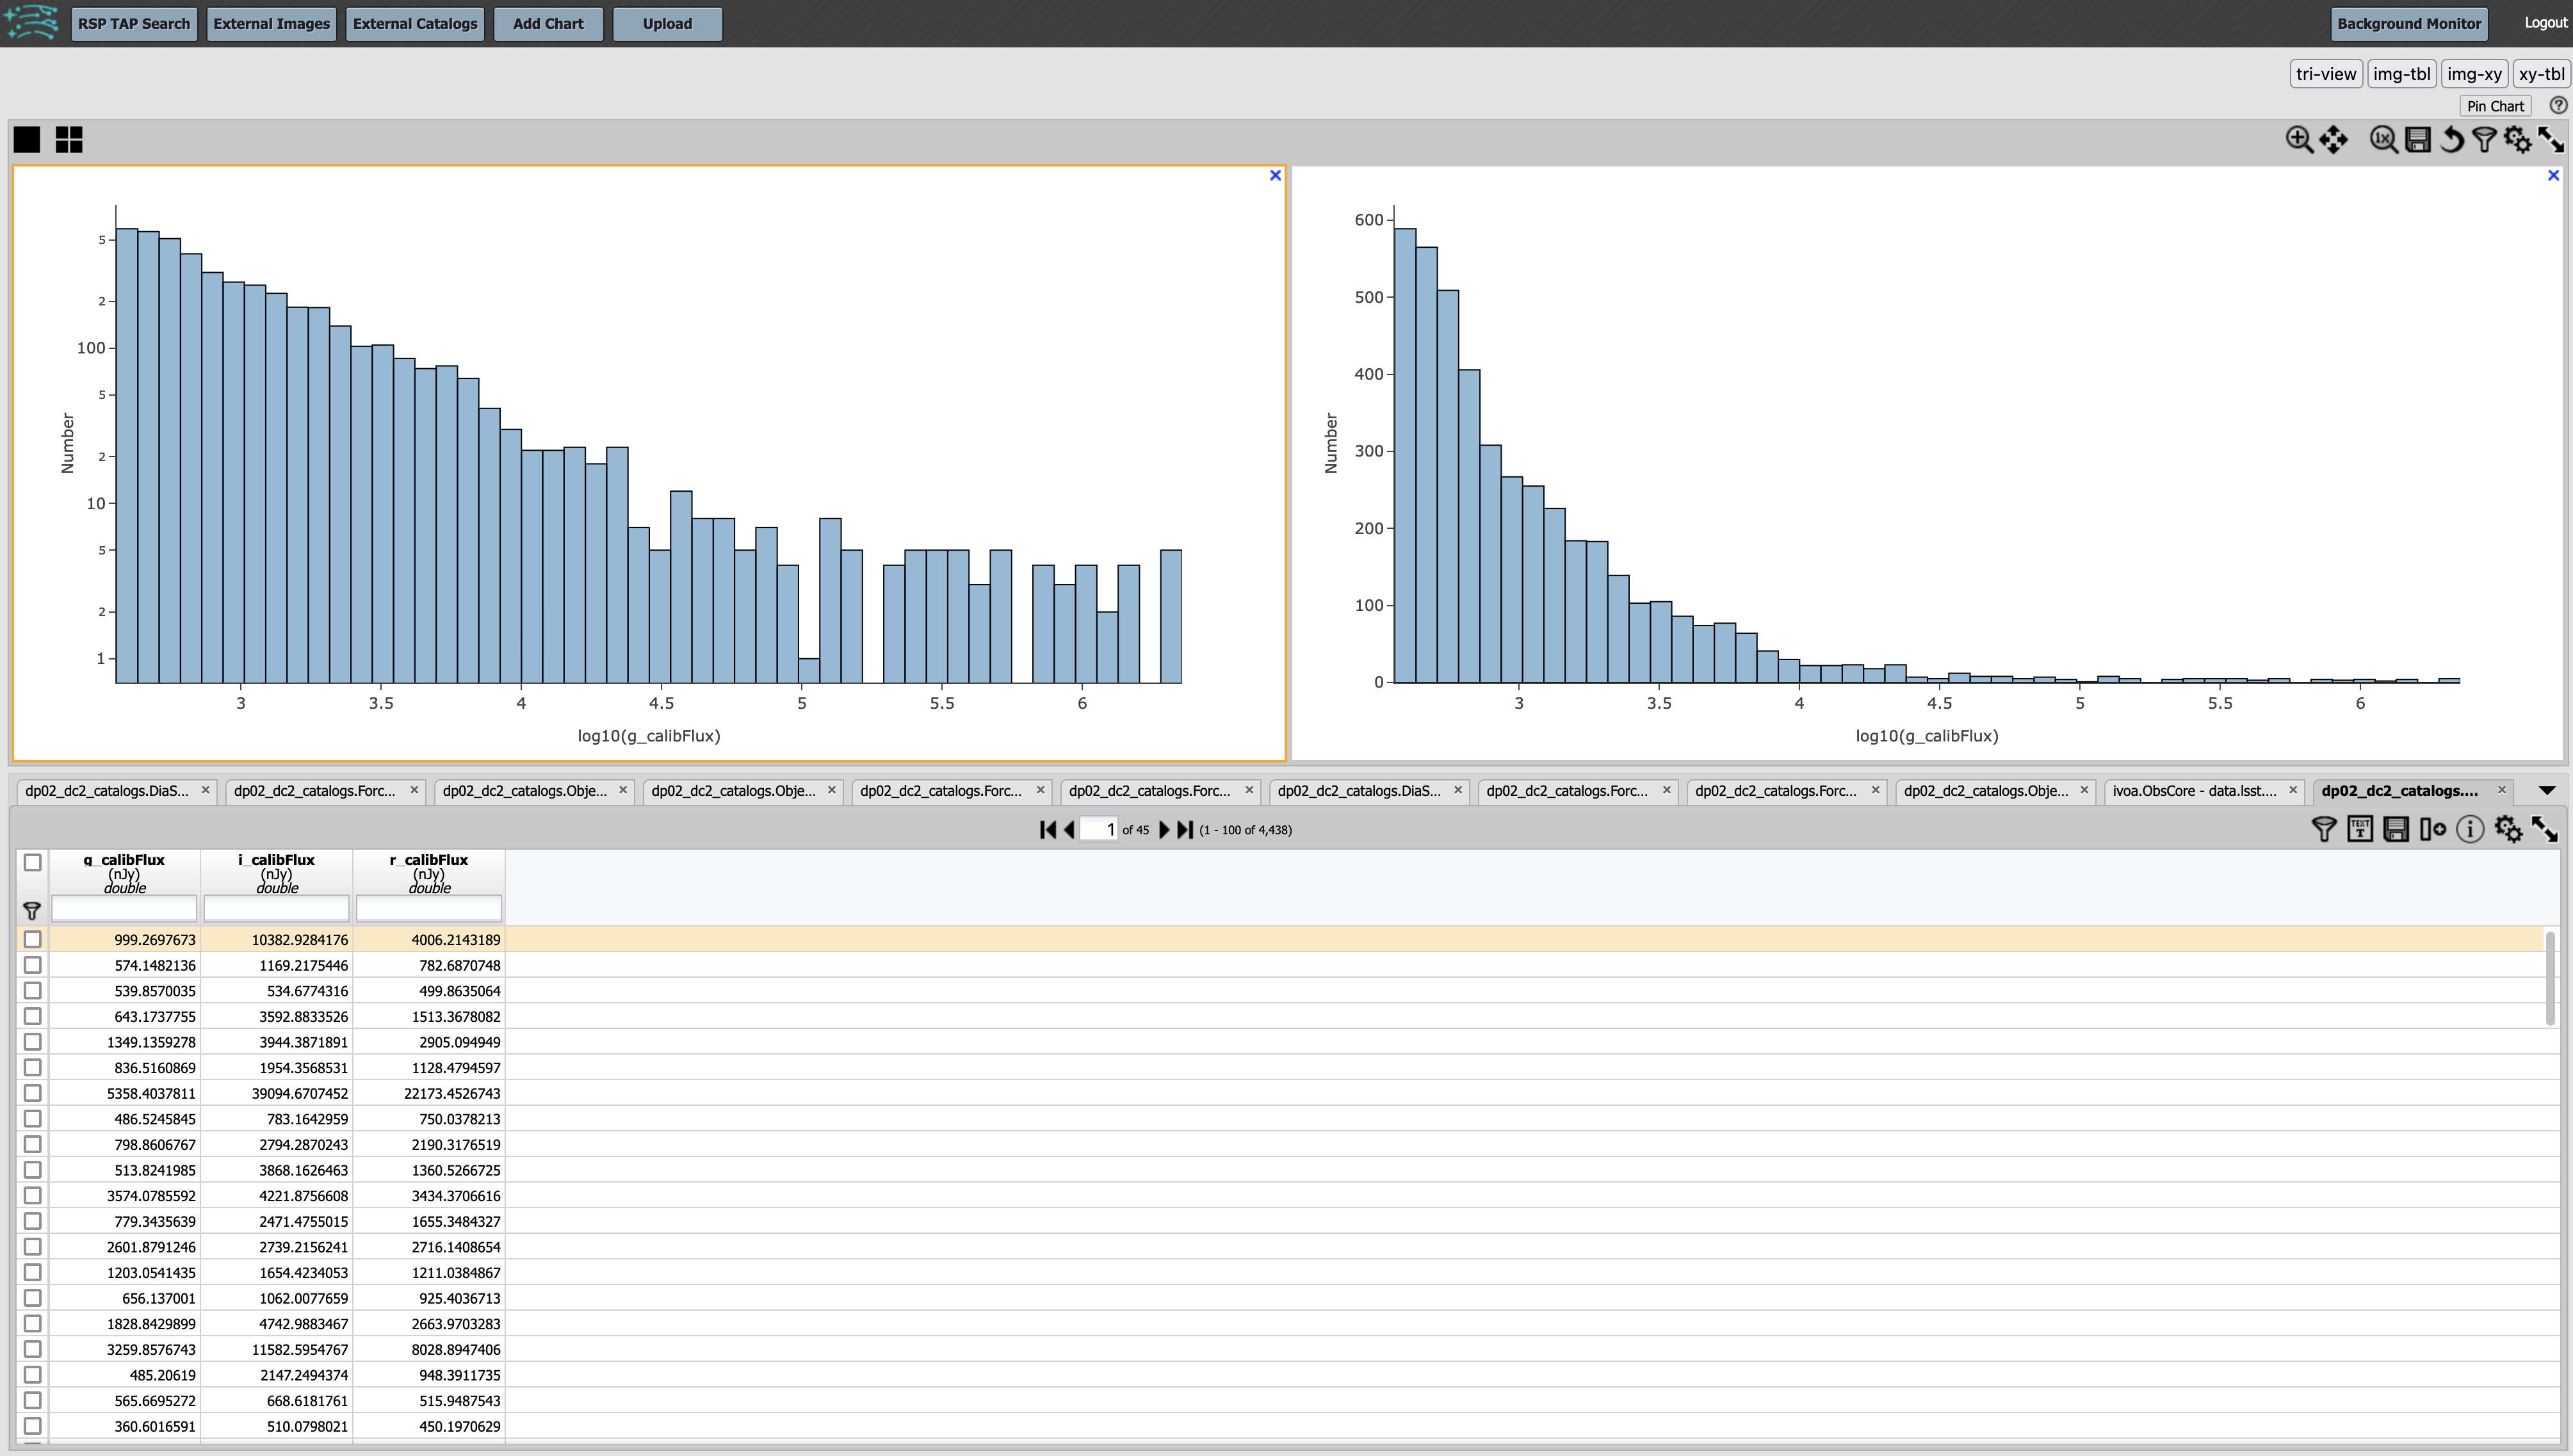 RSP TAP Search External Images External Catalogs Add Chart Upload Background Monitor Logout
tri-view img-tbl img-xy xy-tbl
Pin Chart
5
2
100
5
2
10
5
2
1
Number
3 3.5 4 4.5 5 5.5 6
log10(g_calibFlux)
600
500
400
300
200
100
0
Number
3 3.5 4 4.5 5 5.5 6
log10(g_calibFlux)
dp02_dc2_catalogs.DiaS... dp02_dc2_catalogs.Forc... dp02_dc2_catalogs.Obje... dp02_dc2_catalogs.Obje... dp02_dc2_catalogs.Forc... dp02_dc2_catalogs.Forc... dp02_dc2_catalogs.DiaS... dp02_dc2_catalogs.Forc... dp02_dc2_catalogs.Forc... dp02_dc2_catalogs.Obje... ivoa.ObsCore - data.lsst.... dp02_dc2_catalogs....
1 of 45 (1 - 100 of 4,438)
g_calibFlux i_calibFlux r_calibFlux
(nJy) (nJy) (nJy)
double double double
999.2697673 10382.9284176 4006.2143189
574.1482136 1169.2175446 782.6870748
539.8570035 534.6774316 499.8635064
643.1737755 3592.8833526 1513.3678082
1349.1359278 3944.3871891 2905.094949
836.5160869 1954.3568531 1128.4794597
5358.4037811 39094.6707452 22173.4526743
486.5245845 783.1642959 750.0378213
798.8606767 2794.2870243 2190.3176519
513.8241985 3868.1626463 1360.5266725
3574.0785592 4221.8756608 3434.3706616
779.3435639 2471.4755015 1655.3484327
2601.8791246 2739.2156241 2716.1408654
1203.0541435 1654.4234053 1211.0384867
656.137001 1062.0077659 925.4036713
1828.8429899 4742.9883467 2663.9703283
3259.8576743 11582.5954767 8028.8947406
485.20619 2147.2494374 948.3911735
565.6695272 668.6181761 515.9487543
360.6016591 510.0798021 450.1970629